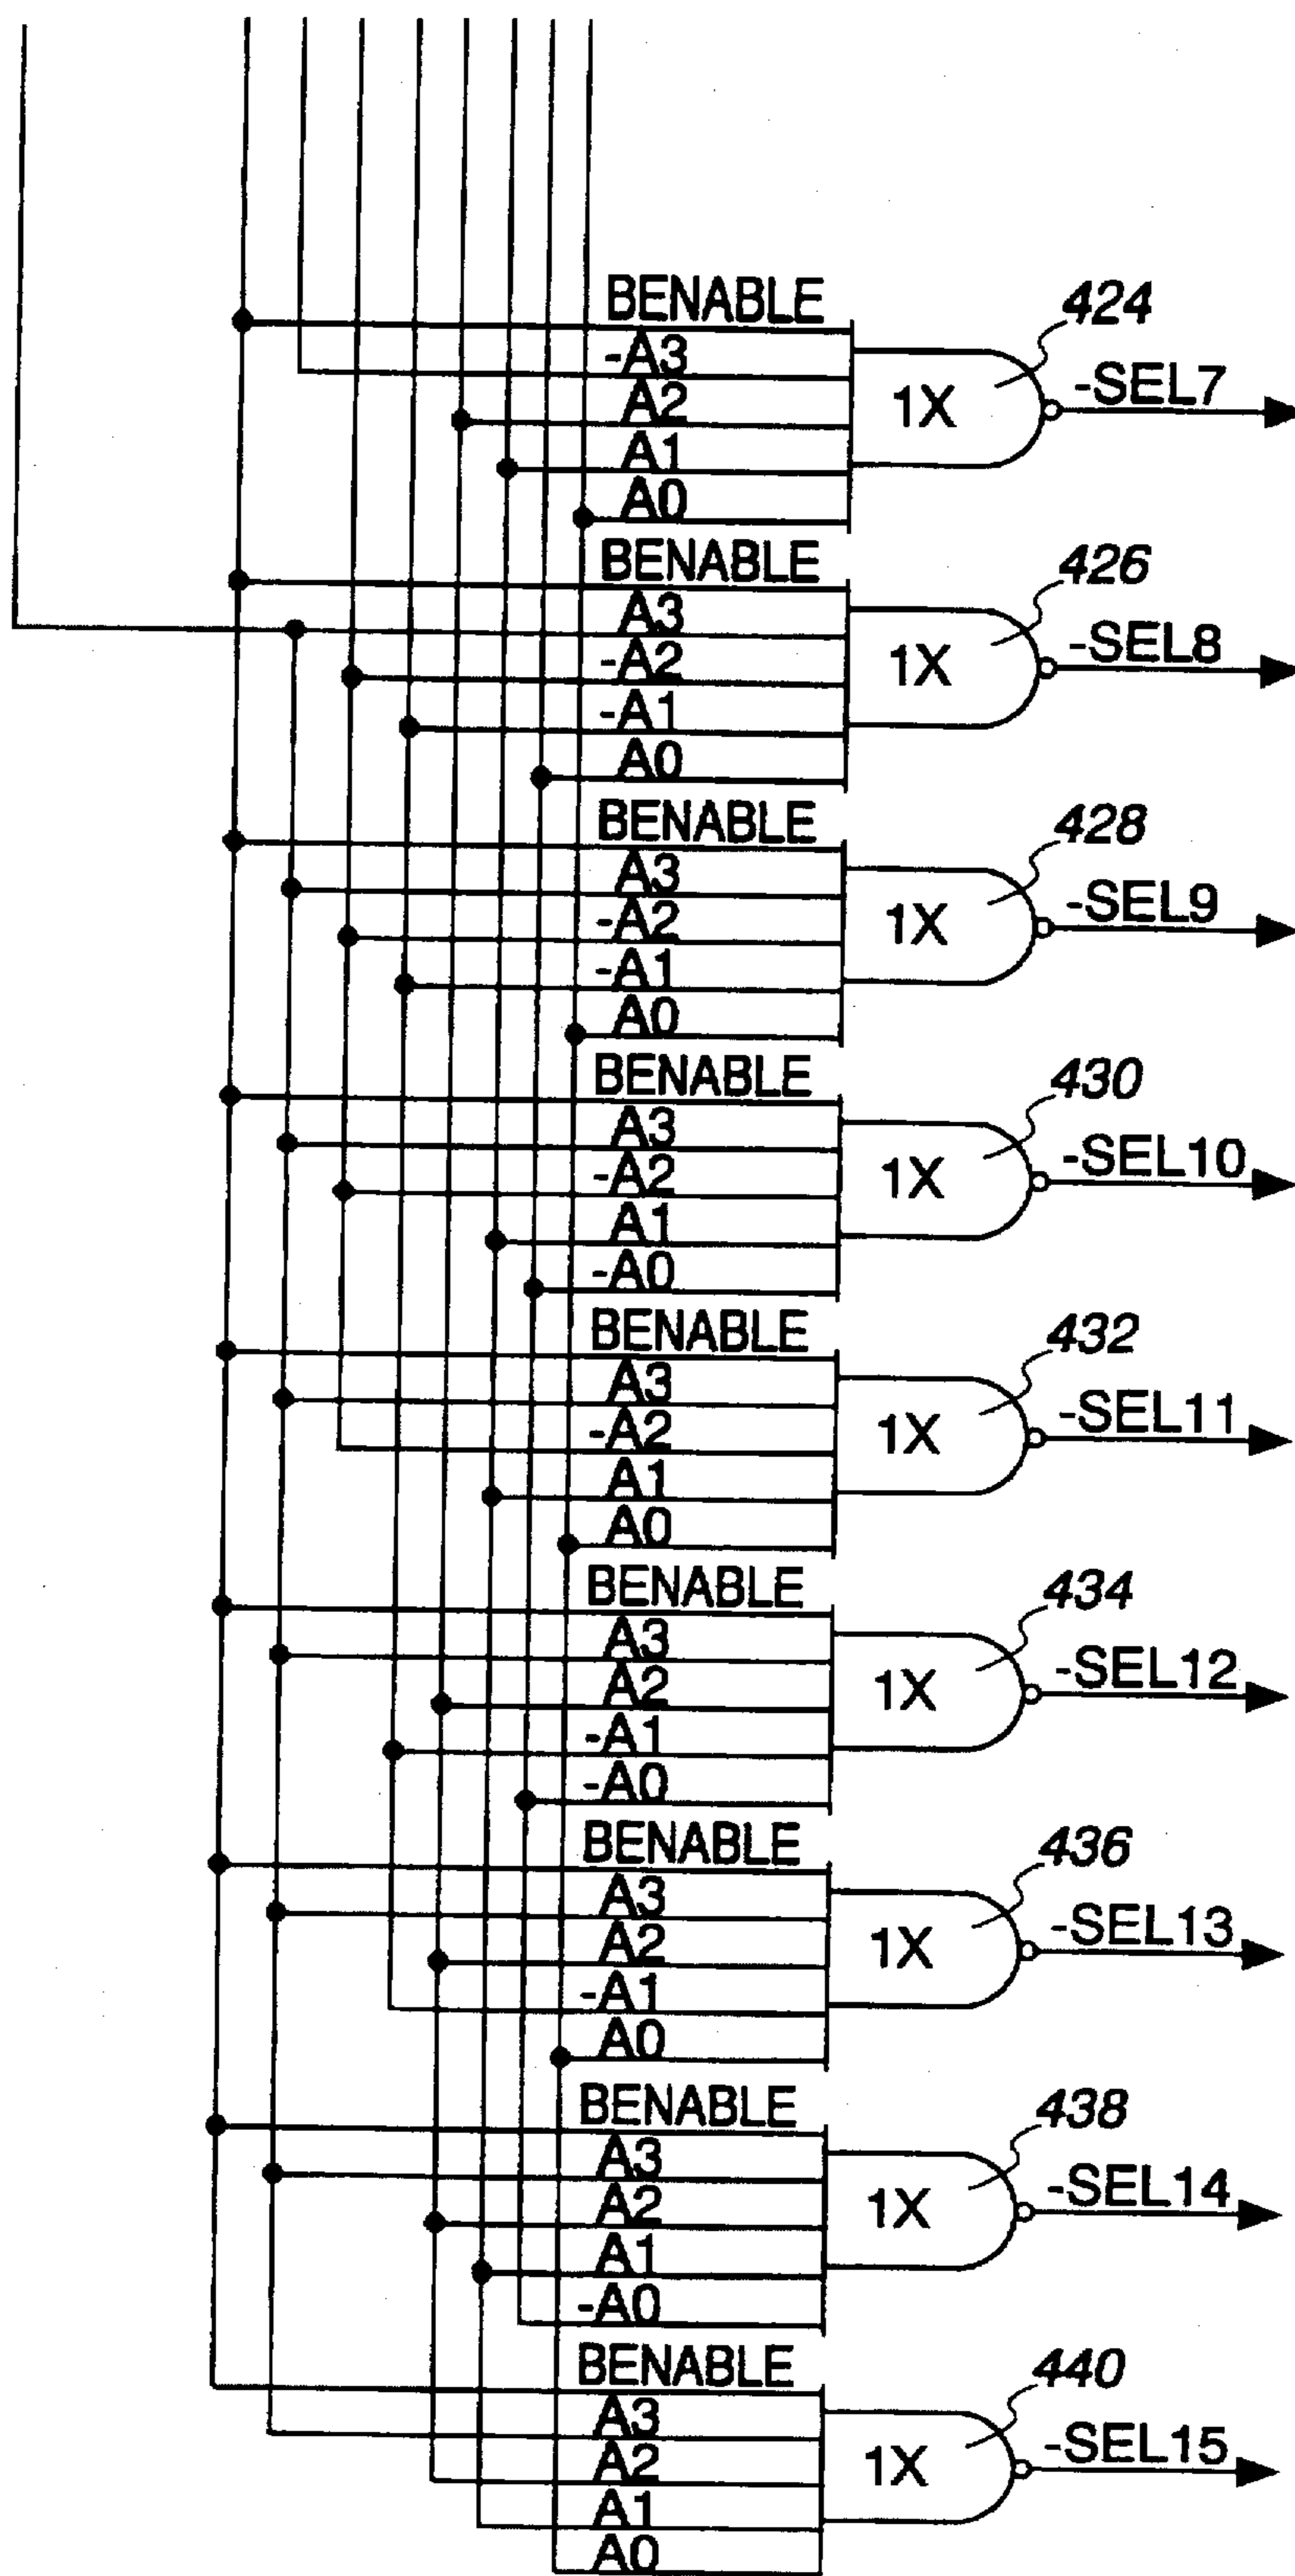 BENABLE
424
-A3
-SEL7
A2
1X
A1
A0
BENABLE
426
A3
-SEL8
-A2
1X
-A1
A0
BENABLE
428
A3
-SEL9
-A2
1X
-A1
A0
BENABLE
430
A3
-SEL10
-A2
1X
A1
-A0
BENABLE
432
A3
-SEL11
-A2
1X
A1
A0
BENABLE
434
A3
-SEL12
A2
1X
-A1
-A0
BENABLE
436
A3
-SEL13
A2
1X
-A1
A0
BENABLE
438
A3
-SEL14
A2
1X
A1
-A0
BENABLE
440
A3
-SEL15
A2
1X
A1
A0